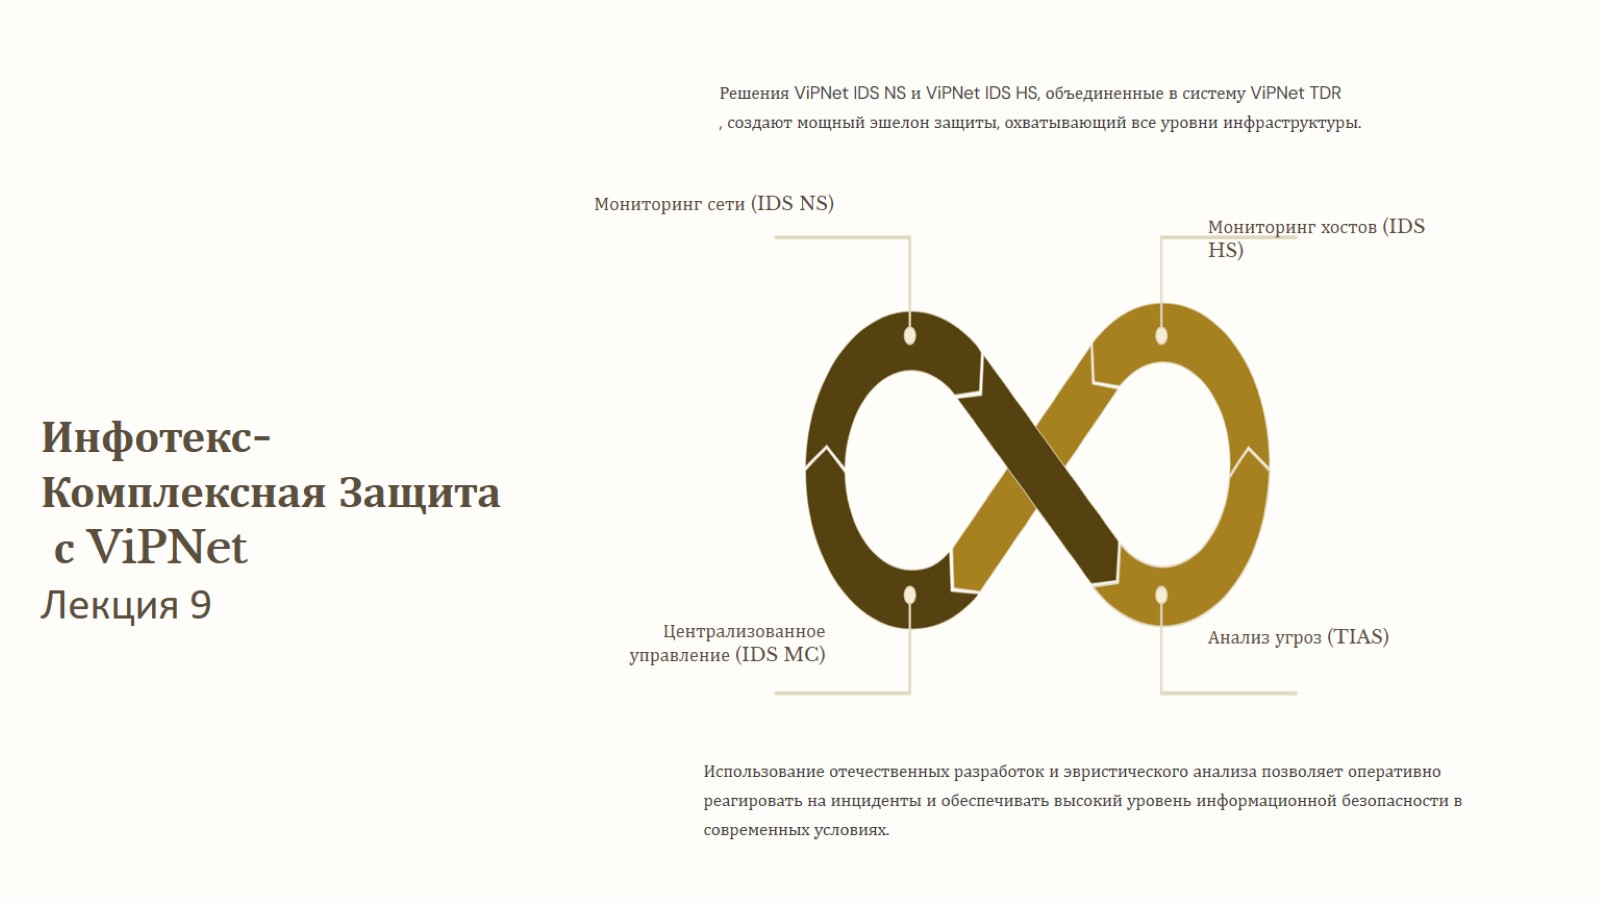 Решения ViPNet IDS NS и ViPNet IDS HS, объединенные в систему ViPNet TDR
, создают мощный эшелон защиты, охватывающий все уровни инфраструктуры.
Мониторинг сети (IDS NS)
Мониторинг хостов (IDS
HS)
Инфотекс-
Комплексная Защита
с ViPNet
Лекция 9
Централизованное
управление (IDS MC)
Анализ угроз (TIAS)
Использование отечественных разработок и эвристического анализа позволяет оперативно
реагировать на инциденты и обеспечивать высокий уровень информационной безопасности в
современных условиях.